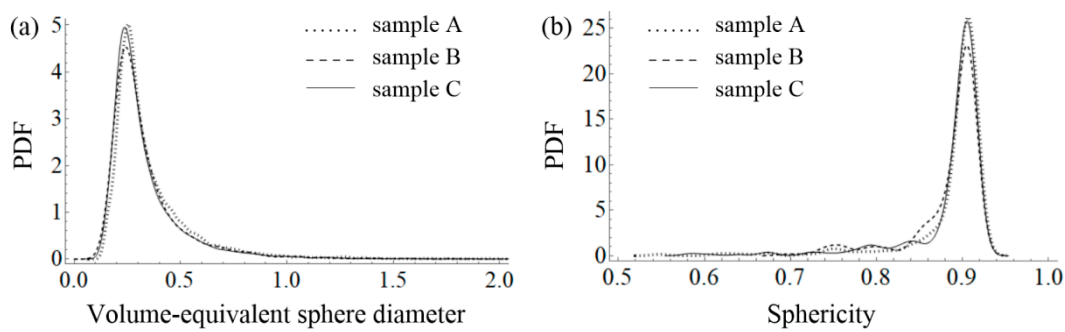 (a)
PDF
5
4
3
2
1
0
0.0 0.5 1.0 1.5 2.0
Volume-equivalent sphere diameter
sample A
sample B
sample C
(b)
PDF
25
20
15
10
5
0
0.5 0.6 0.7 0.8 0.9 1.0
Sphericity
sample A
sample B
sample C